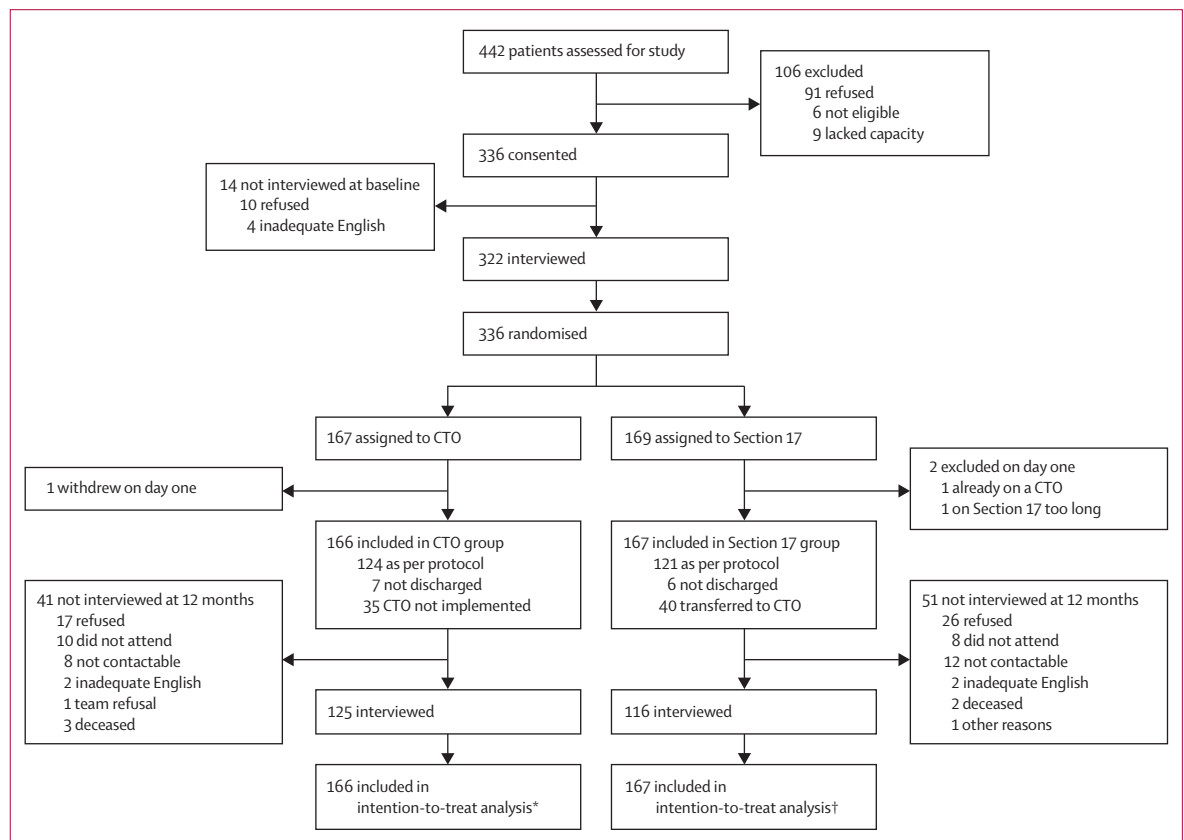 442 patients assessed for study
106 excluded
91 refused
6 not eligible
9 lacked capacity
336 consented
14 not interviewed at baseline
10 refused
4 inadequate English
322 interviewed
336 randomised
167 assigned to CTO
169 assigned to Section 17
1 withdrew on day one
2 excluded on day one
1 already on a CTO
1 on Section 17 too long
166 included in CTO group
124 as per protocol
7 not discharged
35 CTO not implemented
167 included in Section 17 group
121 as per protocol
6 not discharged
40 transferred to CTO
41 not interviewed at 12 months
17 refused
10 did not attend
8 not contactable
2 inadequate English
1 team refusal
3 deceased
51 not interviewed at 12 months
26 refused
8 did not attend
12 not contactable
2 inadequate English
2 deceased
1 other reasons
125 interviewed
116 interviewed
166 included in
intention-to-treat analysis*
167 included in
intention-to-treat analysis†